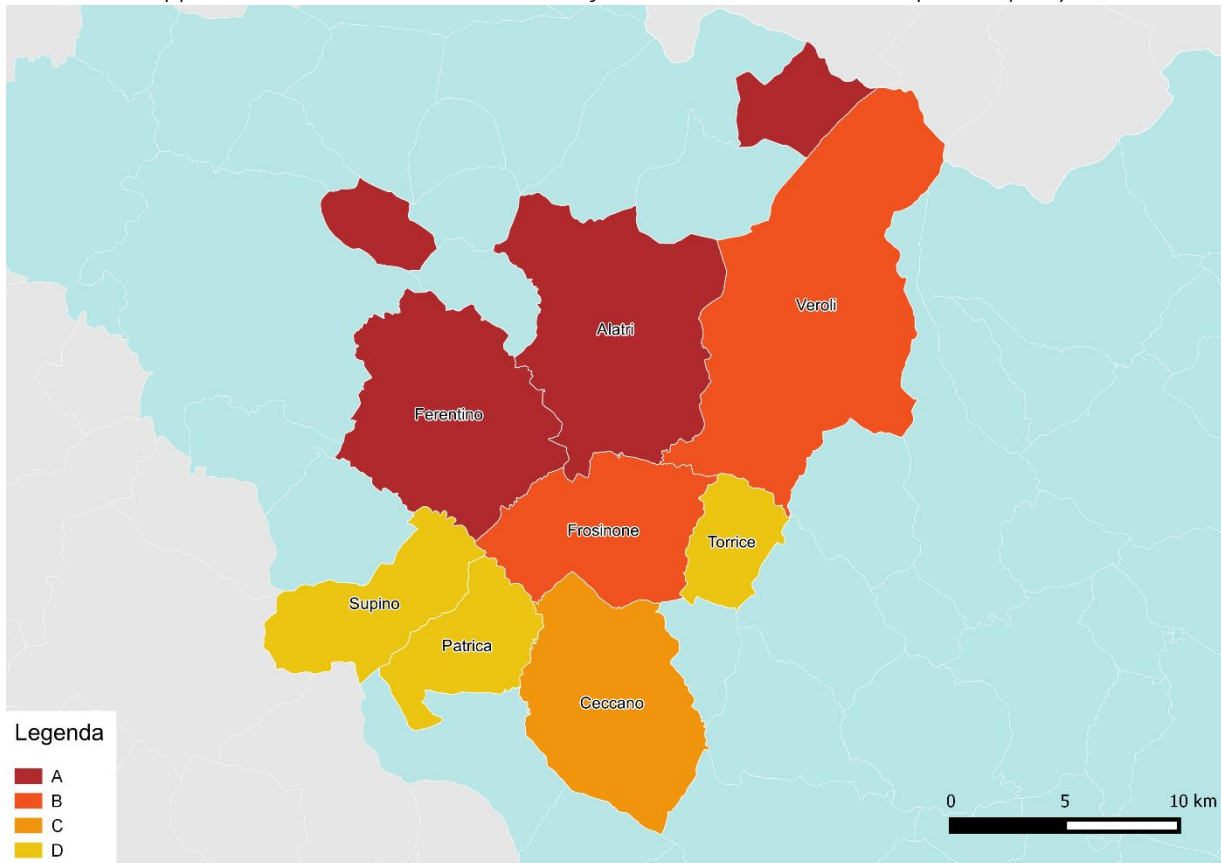 Veroli
Alatri
Ferentino
Frosinone
Torrice
Supino
Patrica
Ceccano
Legenda
A
B
C
D
0 5 10 km